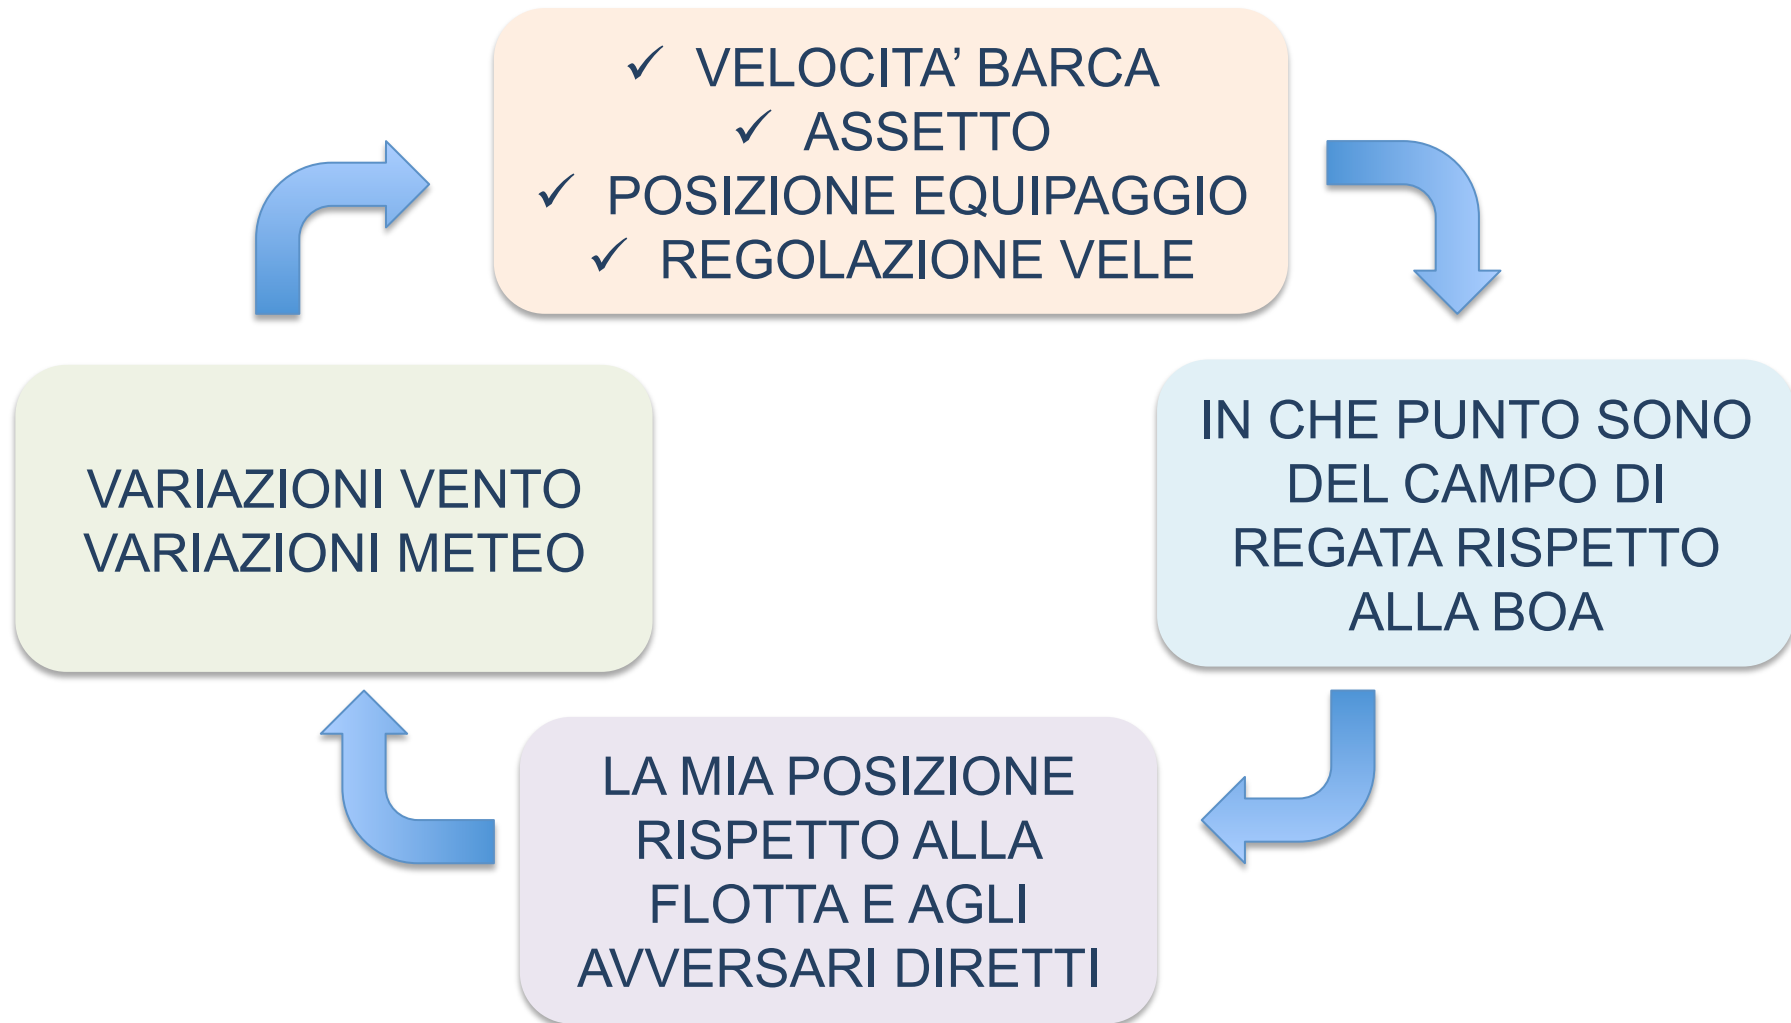 ✓ VELOCITA’ BARCA
✓ ASSETTO
✓ POSIZIONE EQUIPAGGIO
✓ REGOLAZIONE VELE
IN CHE PUNTO SONO
DEL CAMPO DI
REGATA RISPETTO
ALLA BOA
LA MIA POSIZIONE
RISPETTO ALLA
FLOTTA E AGLI
AVVERSARI DIRETTI
VARIAZIONI VENTO
VARIAZIONI METEO